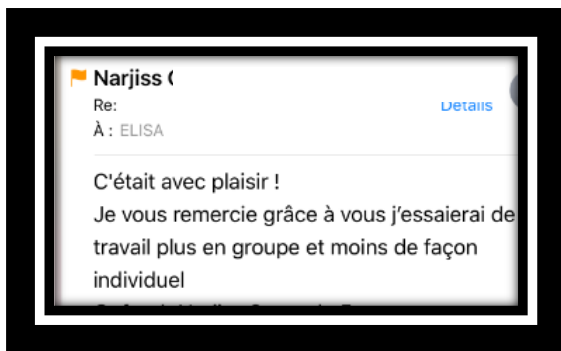 Narjiss
Re:
Détails
À : ELISA
C'était avec plaisir !
Je vous remercie grâce à vous j’essaierai de
travail plus en groupe et moins de façon
individuel